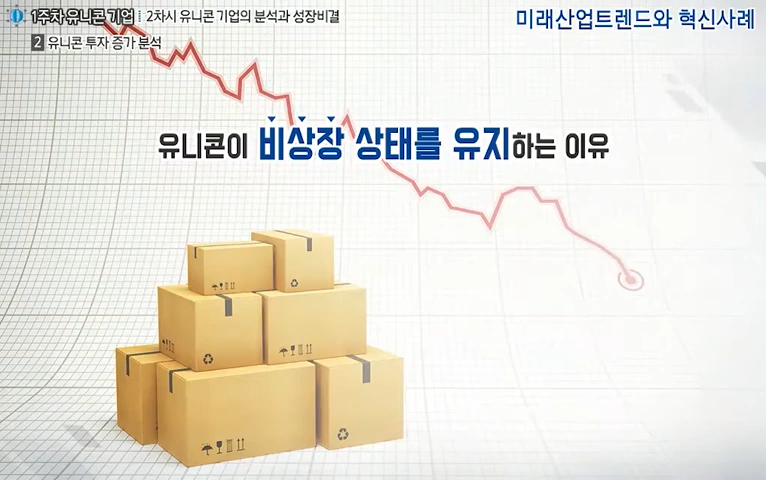 1주차 유니콘 기업 | 2차시 유니콘 기업의 분석과 성장비결
미래산업트렌드와 혁신사례
2 유니콘 투자 증가 분석
유니콘이 비상장 상태를 유지하는 이유